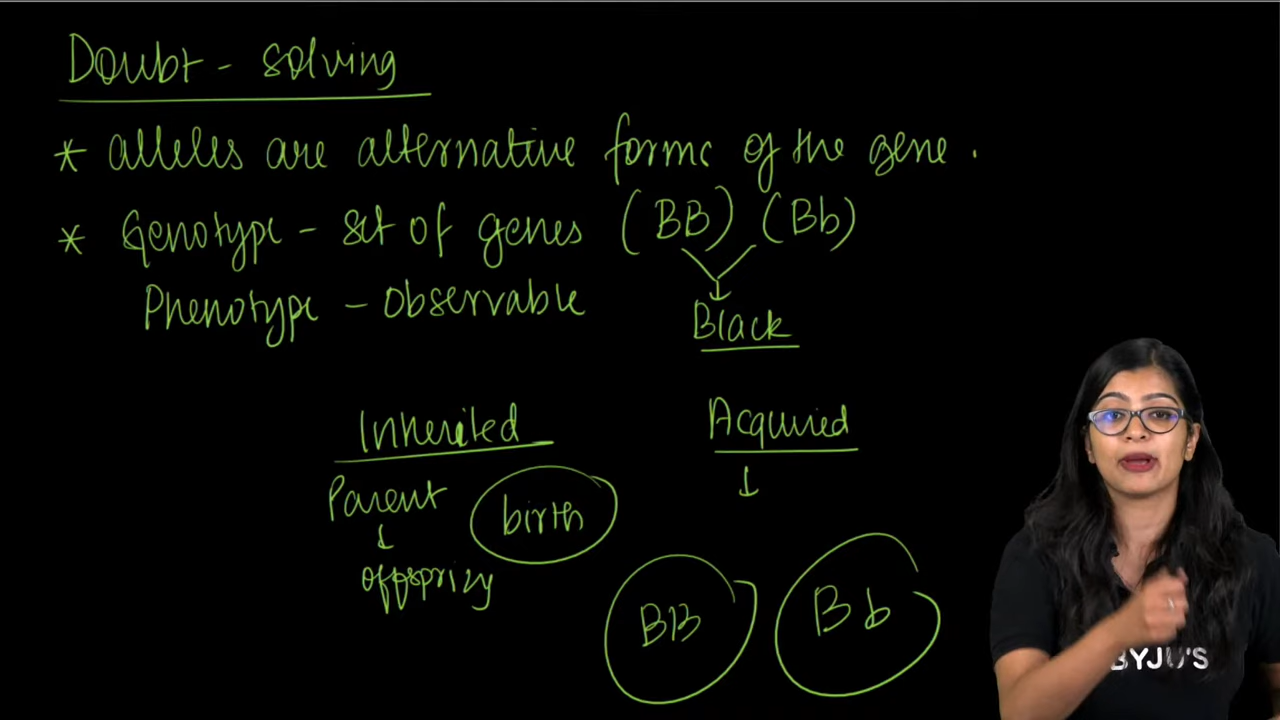 Doubt - solving
* alleles are alternative forms of the gene.
* Genotype - set of genes (BB) (Bb)
Phenotype - Observable
Black
Inherited Acquired
Parent birth
↓ ↓
offspring
BB Bb
BYJU'S